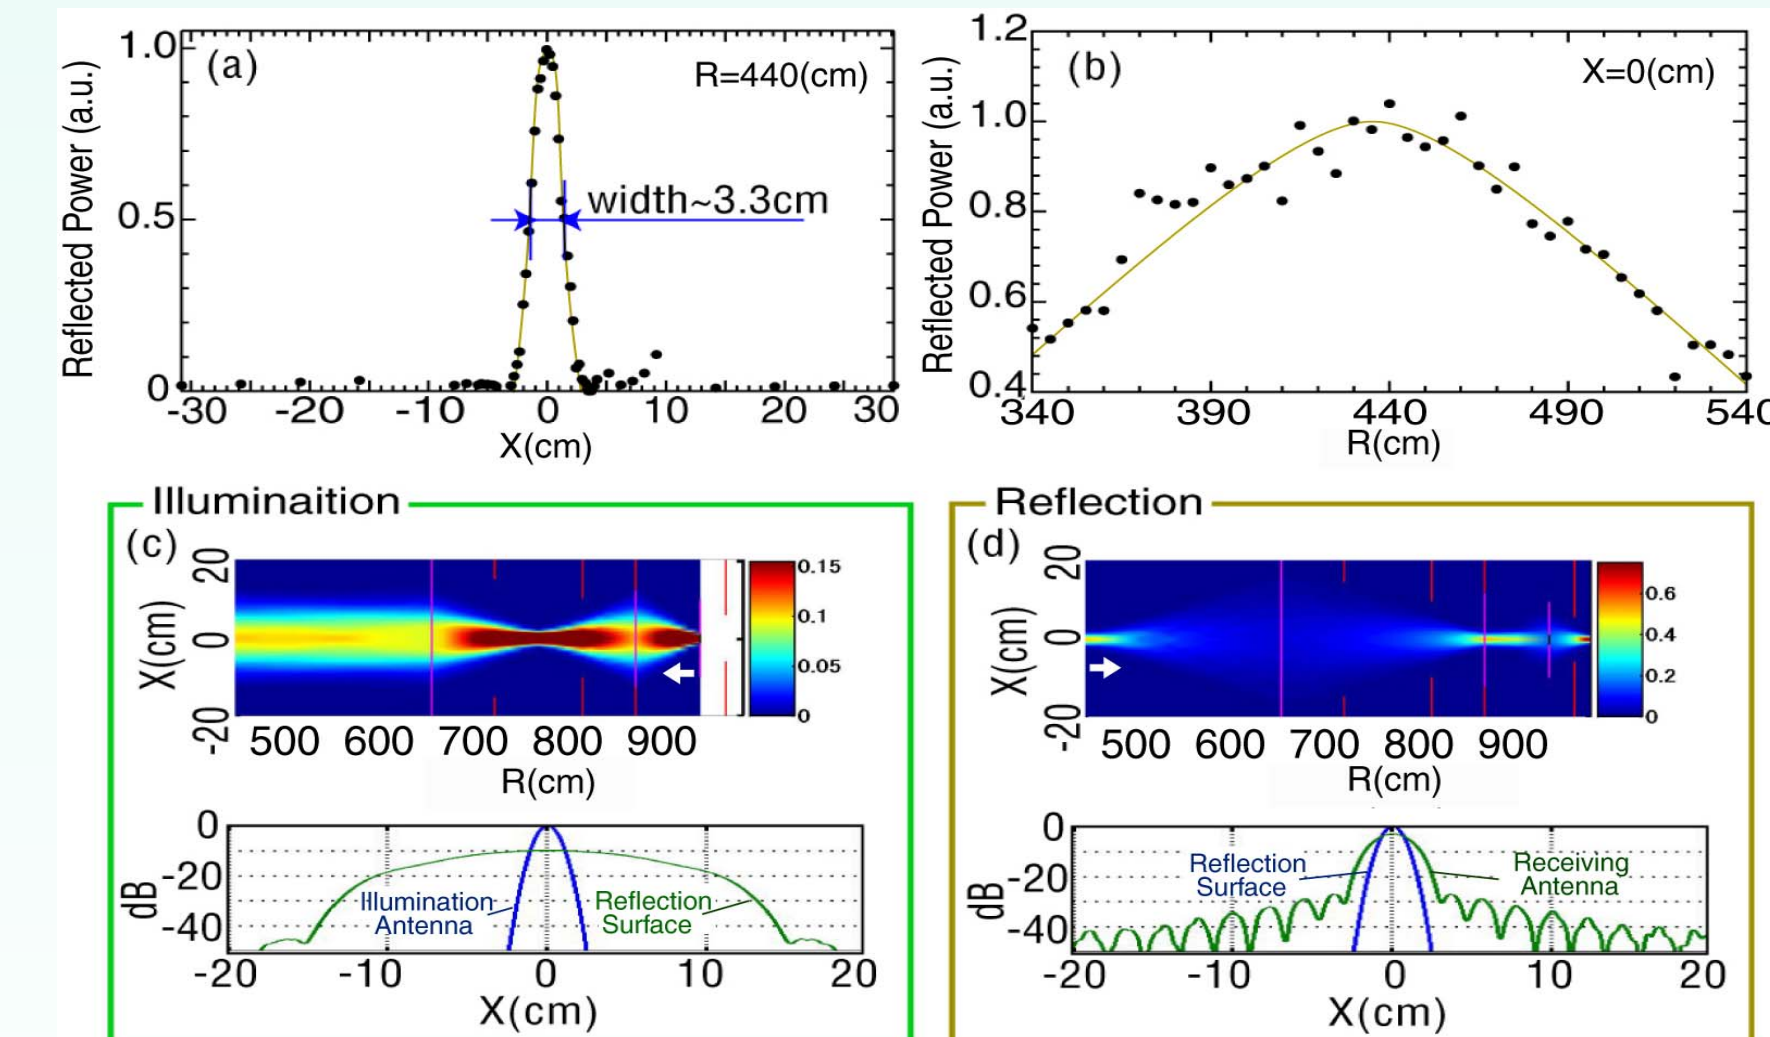 (a)
R=440(cm)
Reflected Power (a.u.)
1.0
0.5
0
width~3.3cm
-30 -20 -10 0 10 20 30
X(cm)
(b)
X=0(cm)
Reflected Power (a.u.)
1.2
1.0
0.8
0.6
0.4
340 390 440 490 540
R(cm)
Illuminaition
(c)
X(cm)
20
0
-20
0.15
0.1
0.05
0
500 600 700 800 900
R(cm)
dB
0
-20
-40
Illumination
Antenna
Reflection
Surface
-20 -10 0 10 20
X(cm)
Reflection
(d)
X(cm)
20
0
-20
0.6
0.4
0.2
0
500 600 700 800 900
R(cm)
dB
0
-20
-40
Reflection
Surface
Receiving
Antenna
-20 -10 0 10 20
X(cm)